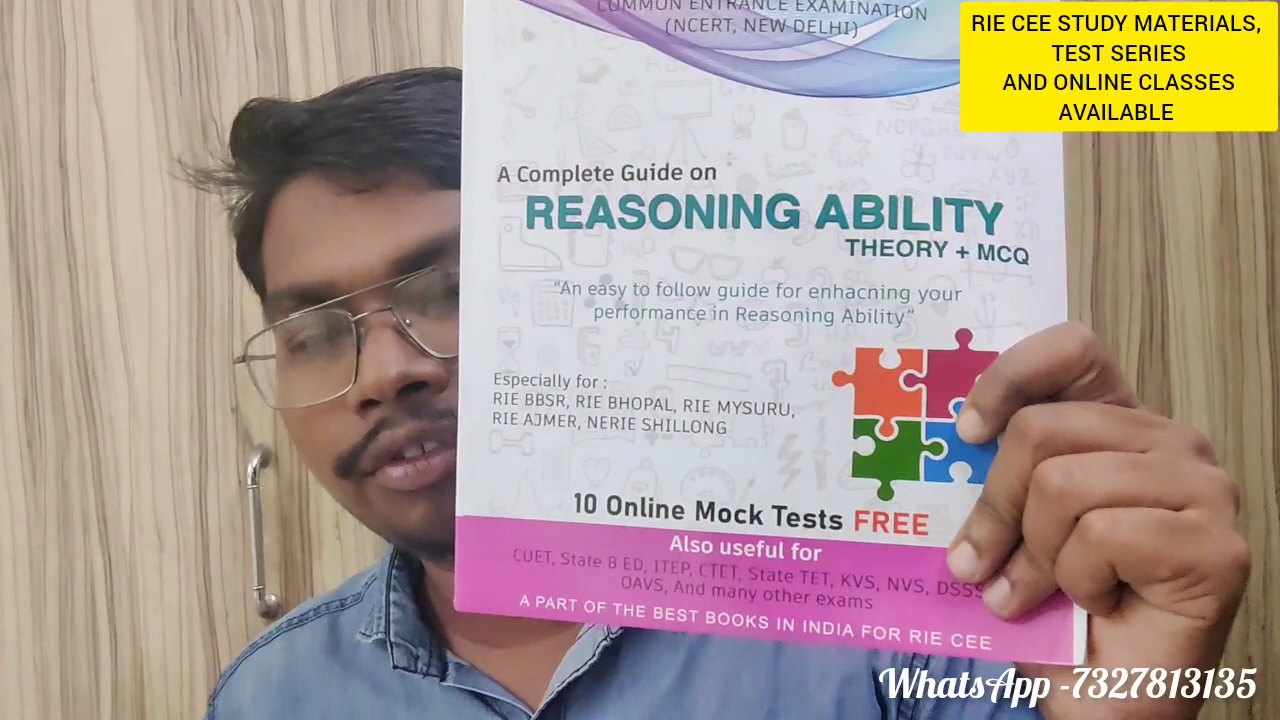 COMMON ENTRANCE EXAMINATION
(NCERT, NEW DELHI)
RIE CEE STUDY MATERIALS,
TEST SERIES
AND ONLINE CLASSES
AVAILABLE
A Complete Guide on
REASONING ABILITY
THEORY + MCQ
“An easy to follow guide for enhacning your
performance in Reasoning Ability”
Especially for :
RIE BBSR, RIE BHOPAL, RIE MYSURU,
RIE AJMER, NERIE SHILLONG
10 Online Mock Tests FREE
Also useful for
CUET, State B.ED, ITEP, CTET, State TET, KVS, NVS,
OAVS, And many other exams
A PART OF THE BEST BOOKS IN INDIA FOR RIE CEE
WhatsApp -7327813135